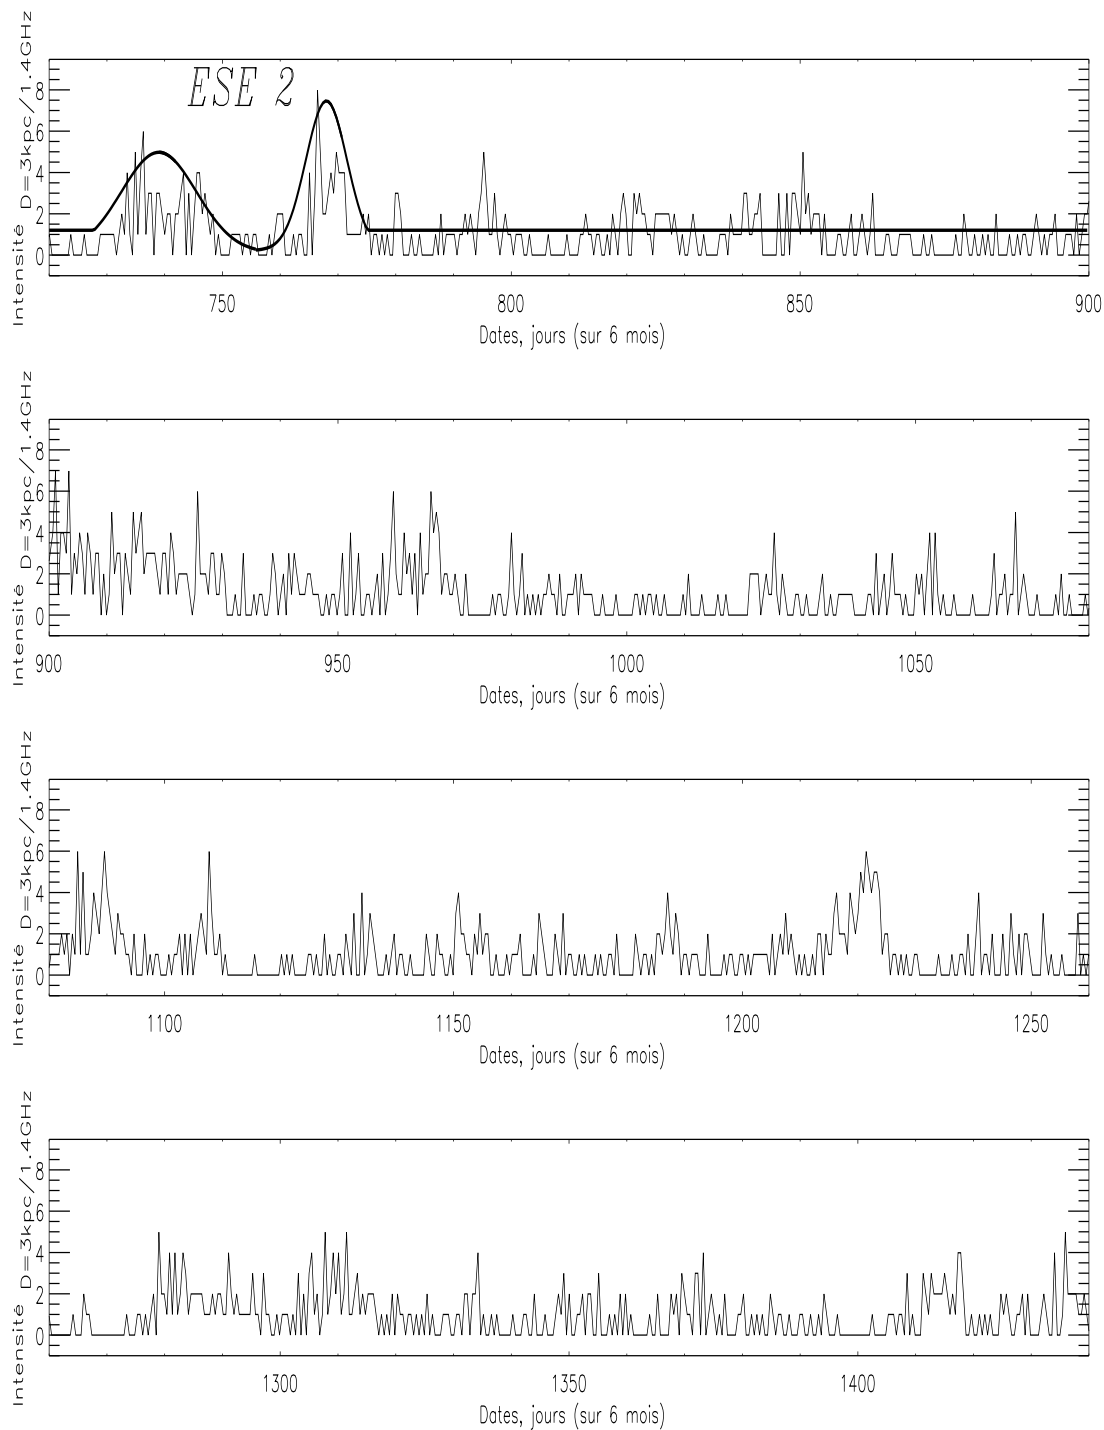 ESE 2
Intensité D=3kpc/1.4GHz
8
6
4
2
0
750 800 850 900
Dates, jours (sur 6 mois)
Intensité D=3kpc/1.4GHz
8
6
4
2
0
900 950 1000 1050
Dates, jours (sur 6 mois)
Intensité D=3kpc/1.4GHz
8
6
4
2
0
1100 1150 1200 1250
Dates, jours (sur 6 mois)
Intensité D=3kpc/1.4GHz
8
6
4
2
0
1300 1350 1400
Dates, jours (sur 6 mois)